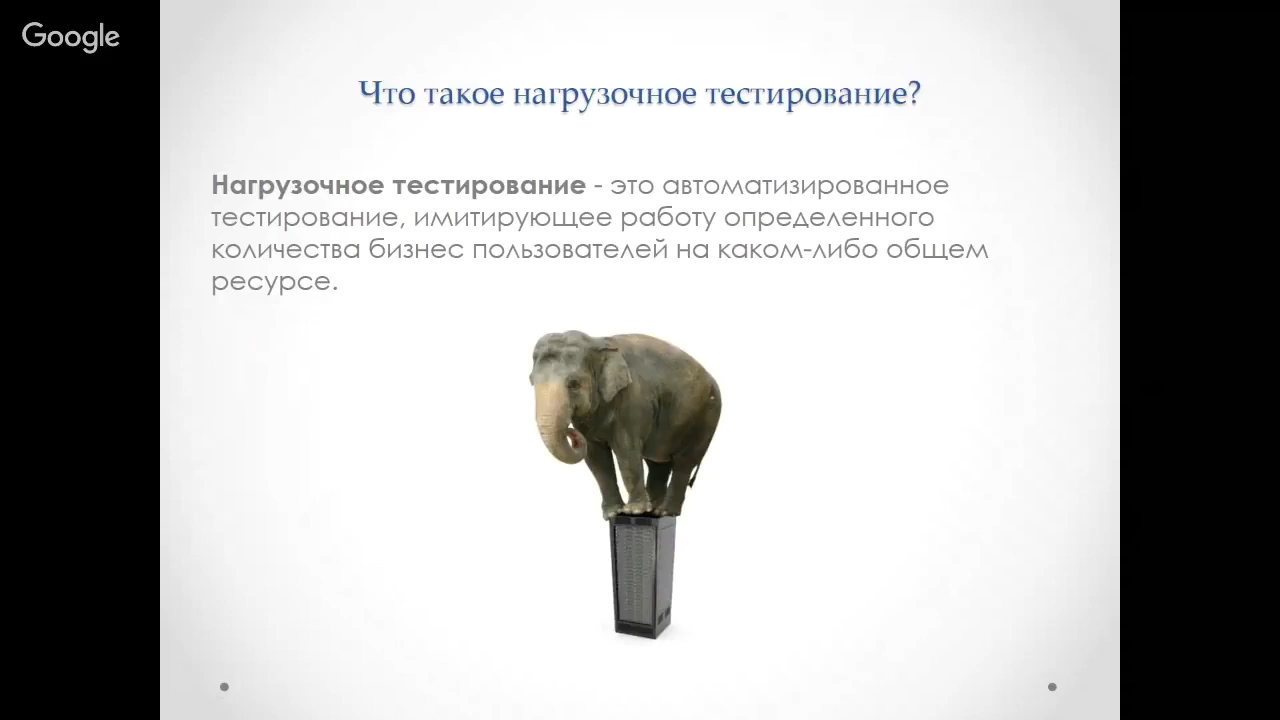 Google
Что такое нагрузочное тестирование?
Нагрузочное тестирование - это автоматизированное
тестирование, имитирующее работу определенного
количества бизнес пользователей на каком-либо общем
ресурсе.